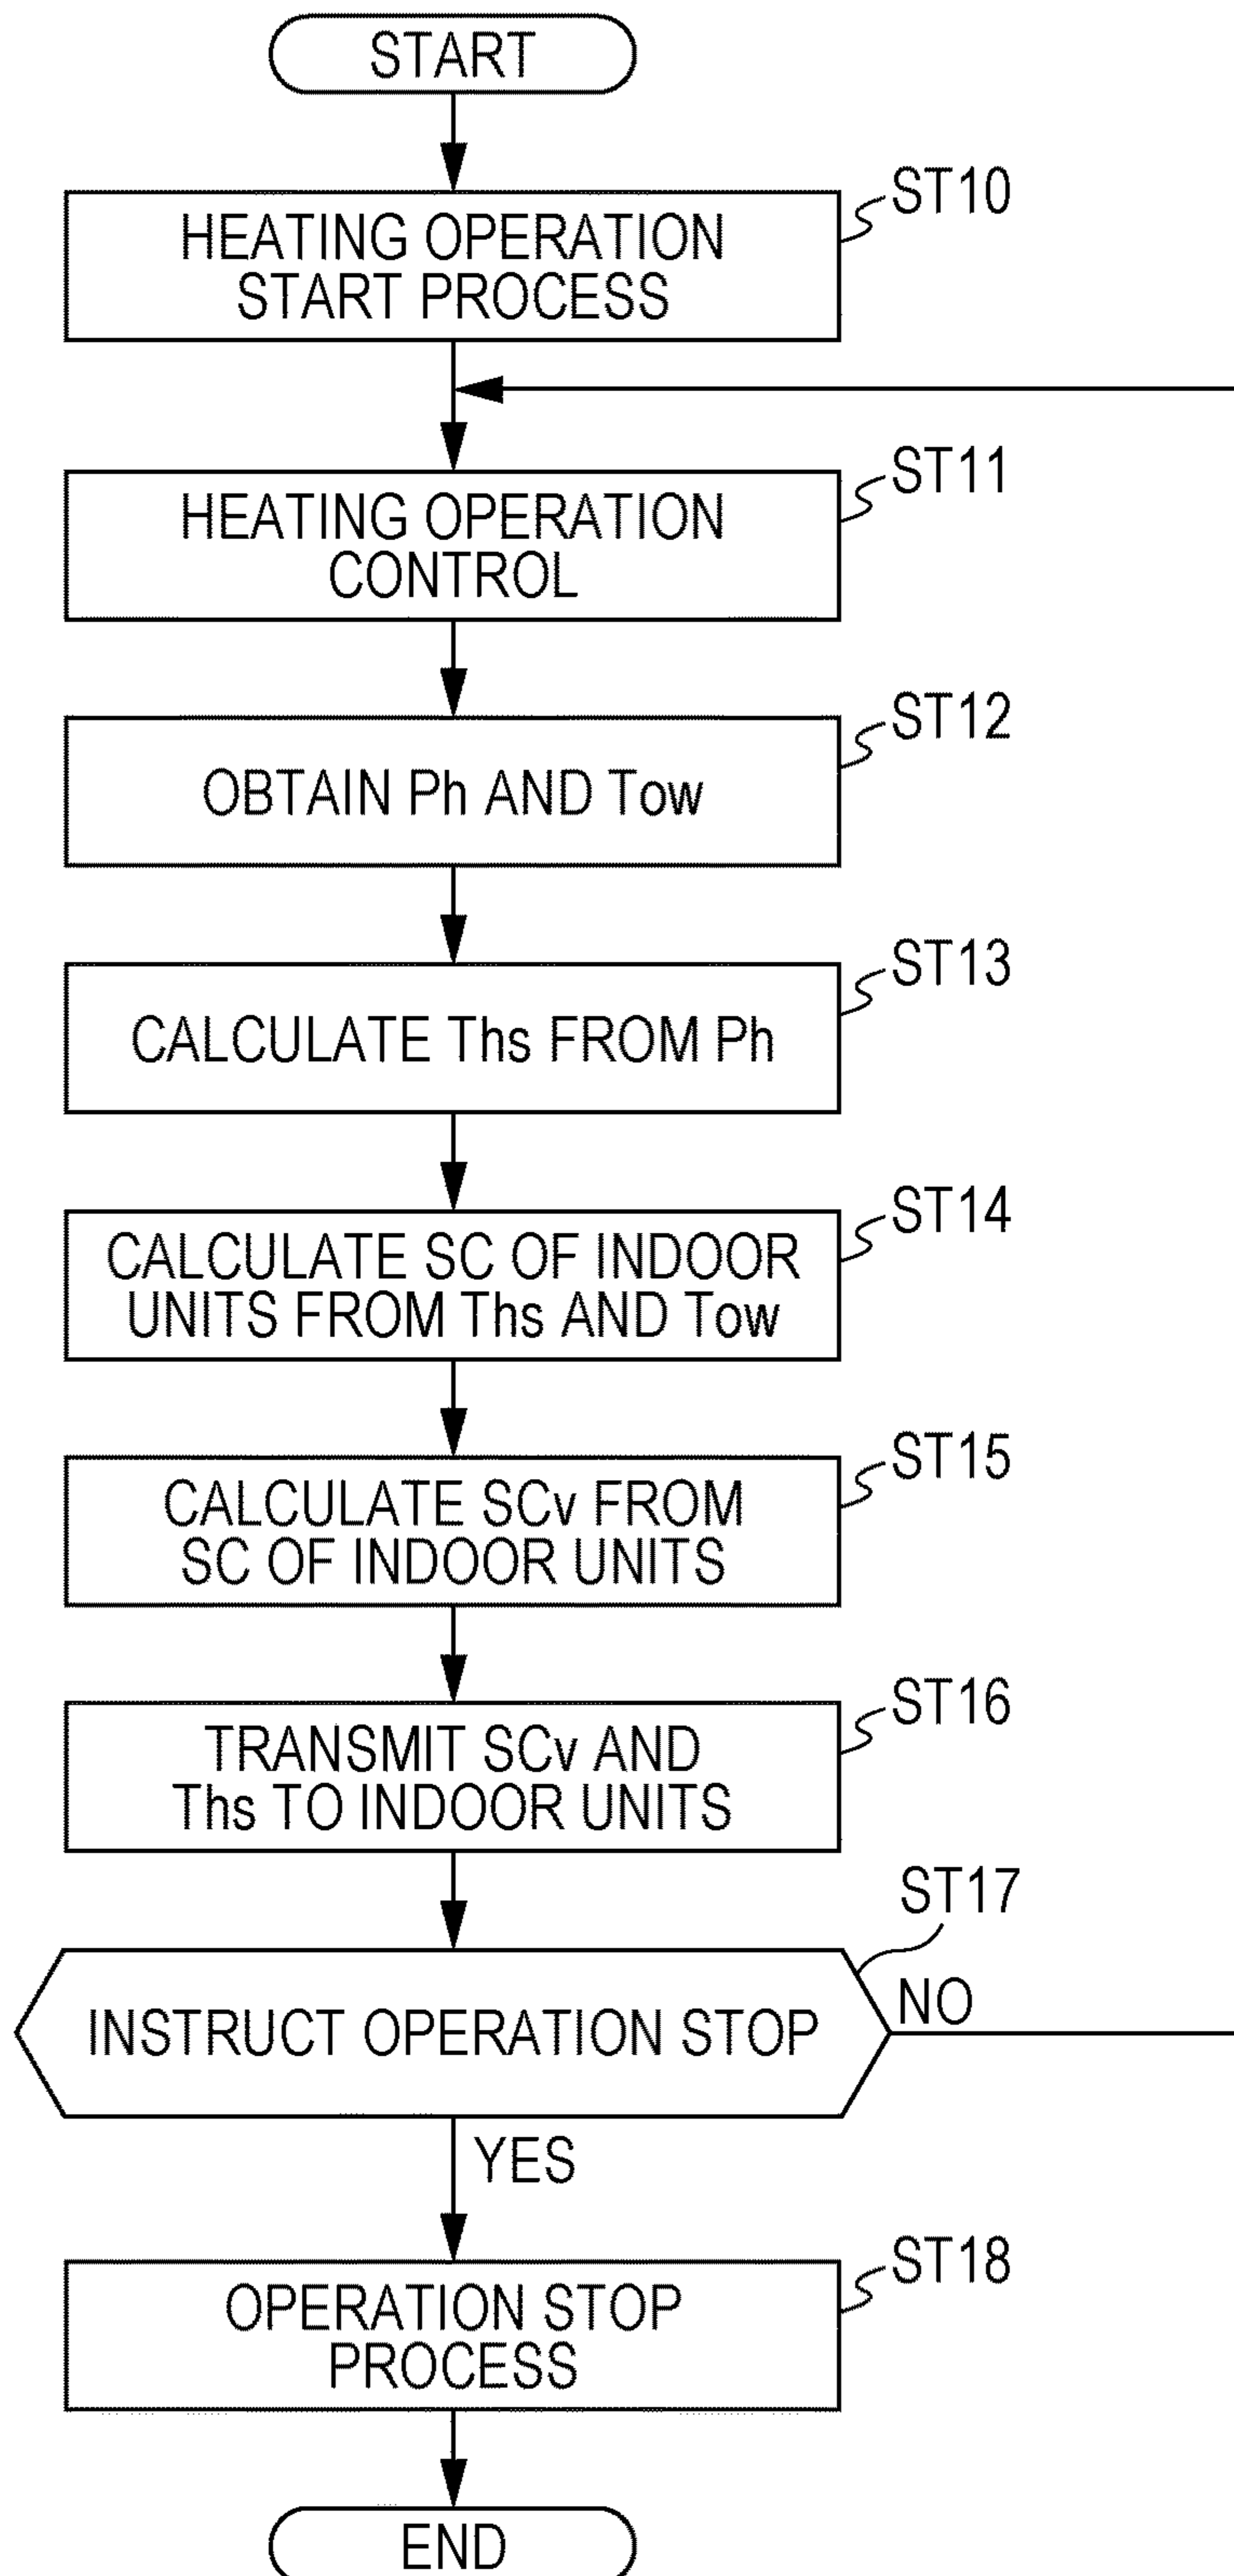 START
ST10
HEATING OPERATION
START PROCESS
ST11
HEATING OPERATION
CONTROL
ST12
OBTAIN Ph AND Tow
ST13
CALCULATE Ths FROM Ph
ST14
CALCULATE SC OF INDOOR
UNITS FROM Ths AND Tow
ST15
CALCULATE SCv FROM
SC OF INDOOR UNITS
ST16
TRANSMIT SCv AND
Ths TO INDOOR UNITS
ST17
INSTRUCT OPERATION STOP
NO
YES
ST18
OPERATION STOP
PROCESS
END